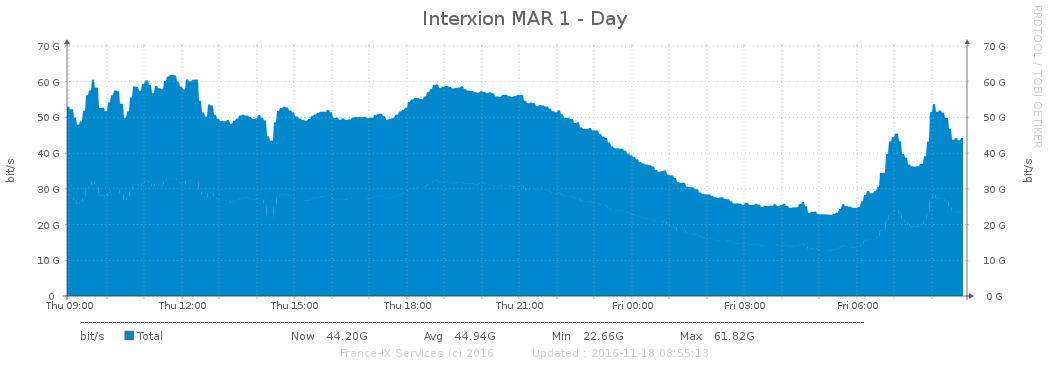 Interxion MAR 1 - Day
RRDTOOL / TOBI OETIKER
70 G 70 G
60 G 60 G
50 G 50 G
40 G 40 G
bit/s bit/s
30 G 30 G
20 G 20 G
10 G 10 G
0 0 G
Thu 09:00 Thu 12:00 Thu 15:00 Thu 18:00 Thu 21:00 Fri 00:00 Fri 03:00 Fri 06:00
bit/s Total Now 44.20G Avg 44.94G Min 22.66G Max 61.82G
France-IX Services (c) 2016 Updated : 2016-11-18 08:55:13